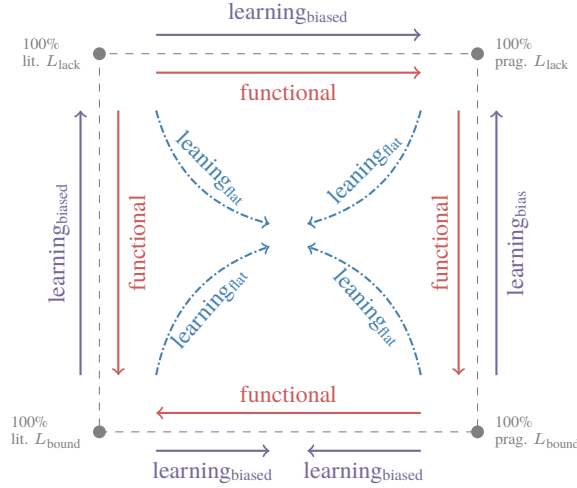 learning_biased
100%
lit. L_lack
100%
prag. L_lack
functional
leaning_flat
leaning_flat
learning_biased
functional
functional
learning_bias
learning_flat
leaning_flat
functional
100%
lit. L_bound
100%
prag. L_bound
learning_biased
learning_biased